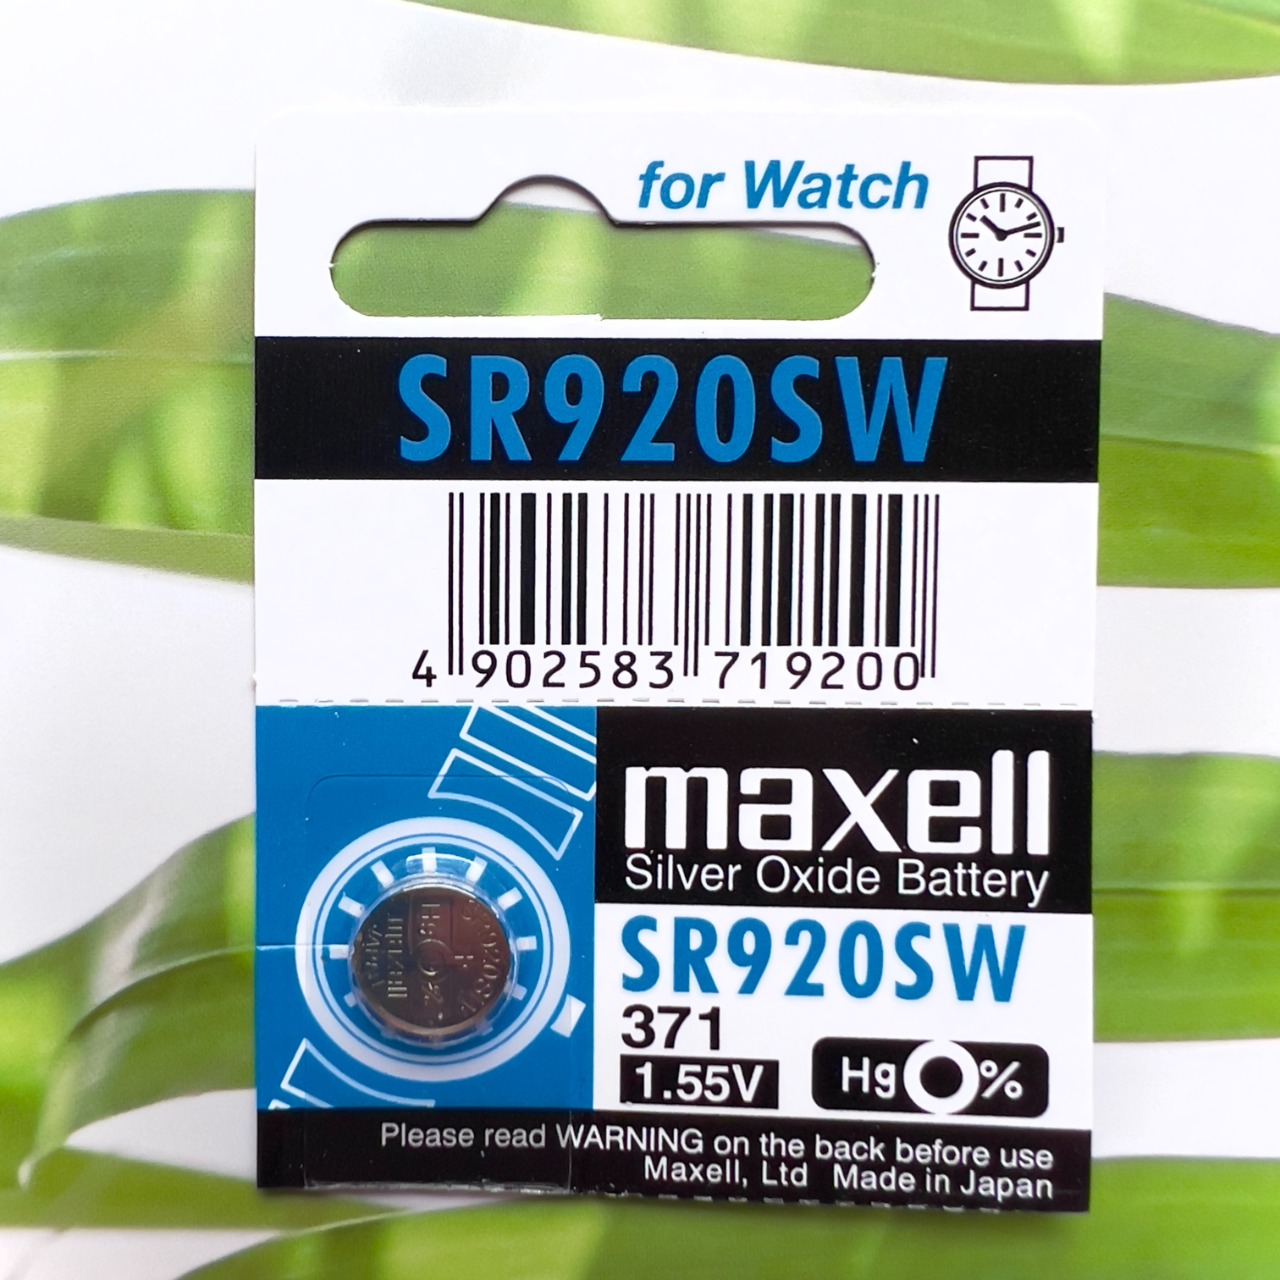 for Watch
SR920SW
4 902583 719200
maxell
Silver Oxide Battery
SR920SW
371
1.55V
Hg 0%
Please read WARNING on the back before use
Maxell, Ltd Made in Japan